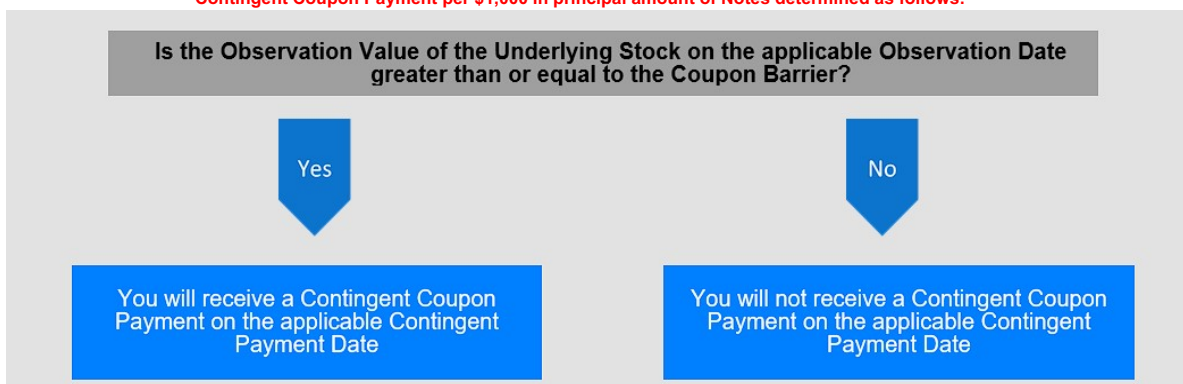 Contingent Coupon Payment per $1,000 in principal amount of Notes determined as follows:
Is the Observation Value of the Underlying Stock on the applicable Observation Date
greater than or equal to the Coupon Barrier?
Yes
No
You will receive a Contingent Coupon
Payment on the applicable Contingent
Payment Date
You will not receive a Contingent Coupon
Payment on the applicable Contingent
Payment Date